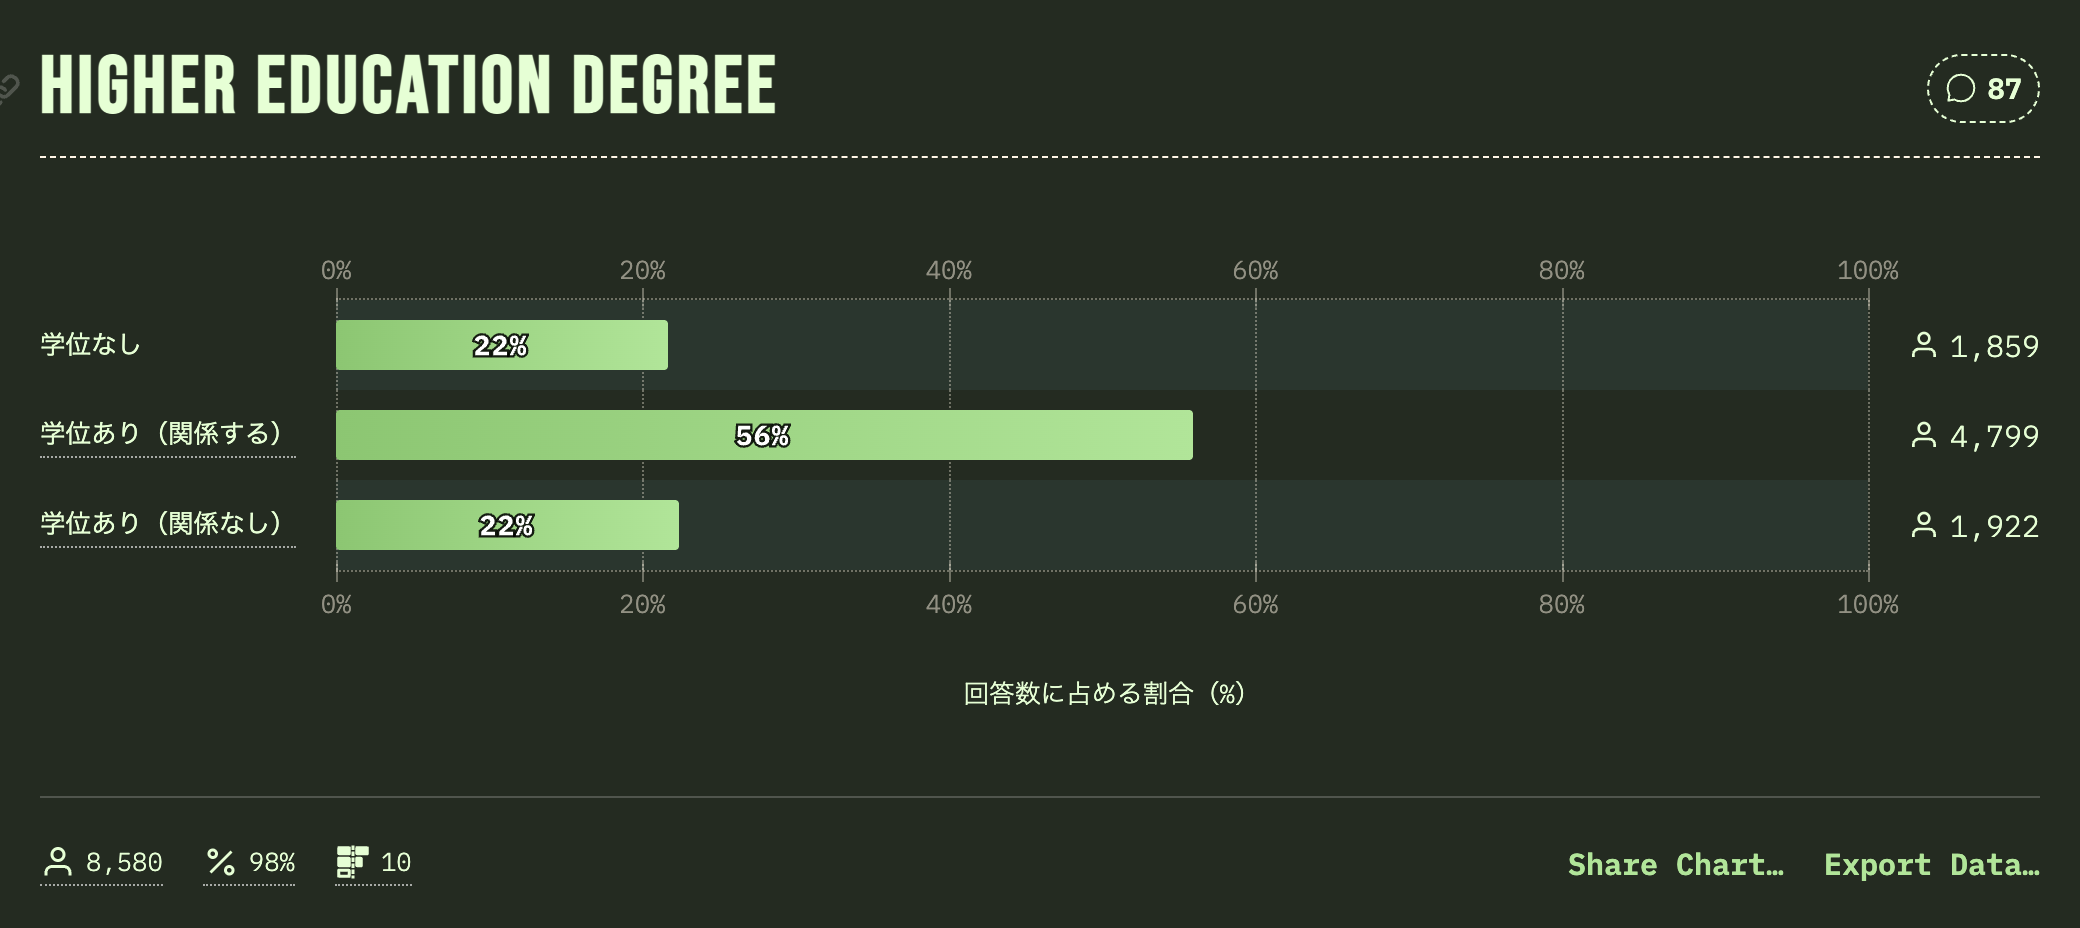 HIGHER EDUCATION DEGREE
87
0% 20% 40% 60% 80% 100%
学位なし 22% 1,859
学位あり（関係する） 56% 4,799
学位あり（関係なし） 22% 1,922
0% 20% 40% 60% 80% 100%
回答数に占める割合（%）
8,580 98% 10 Share Chart… Export Data…